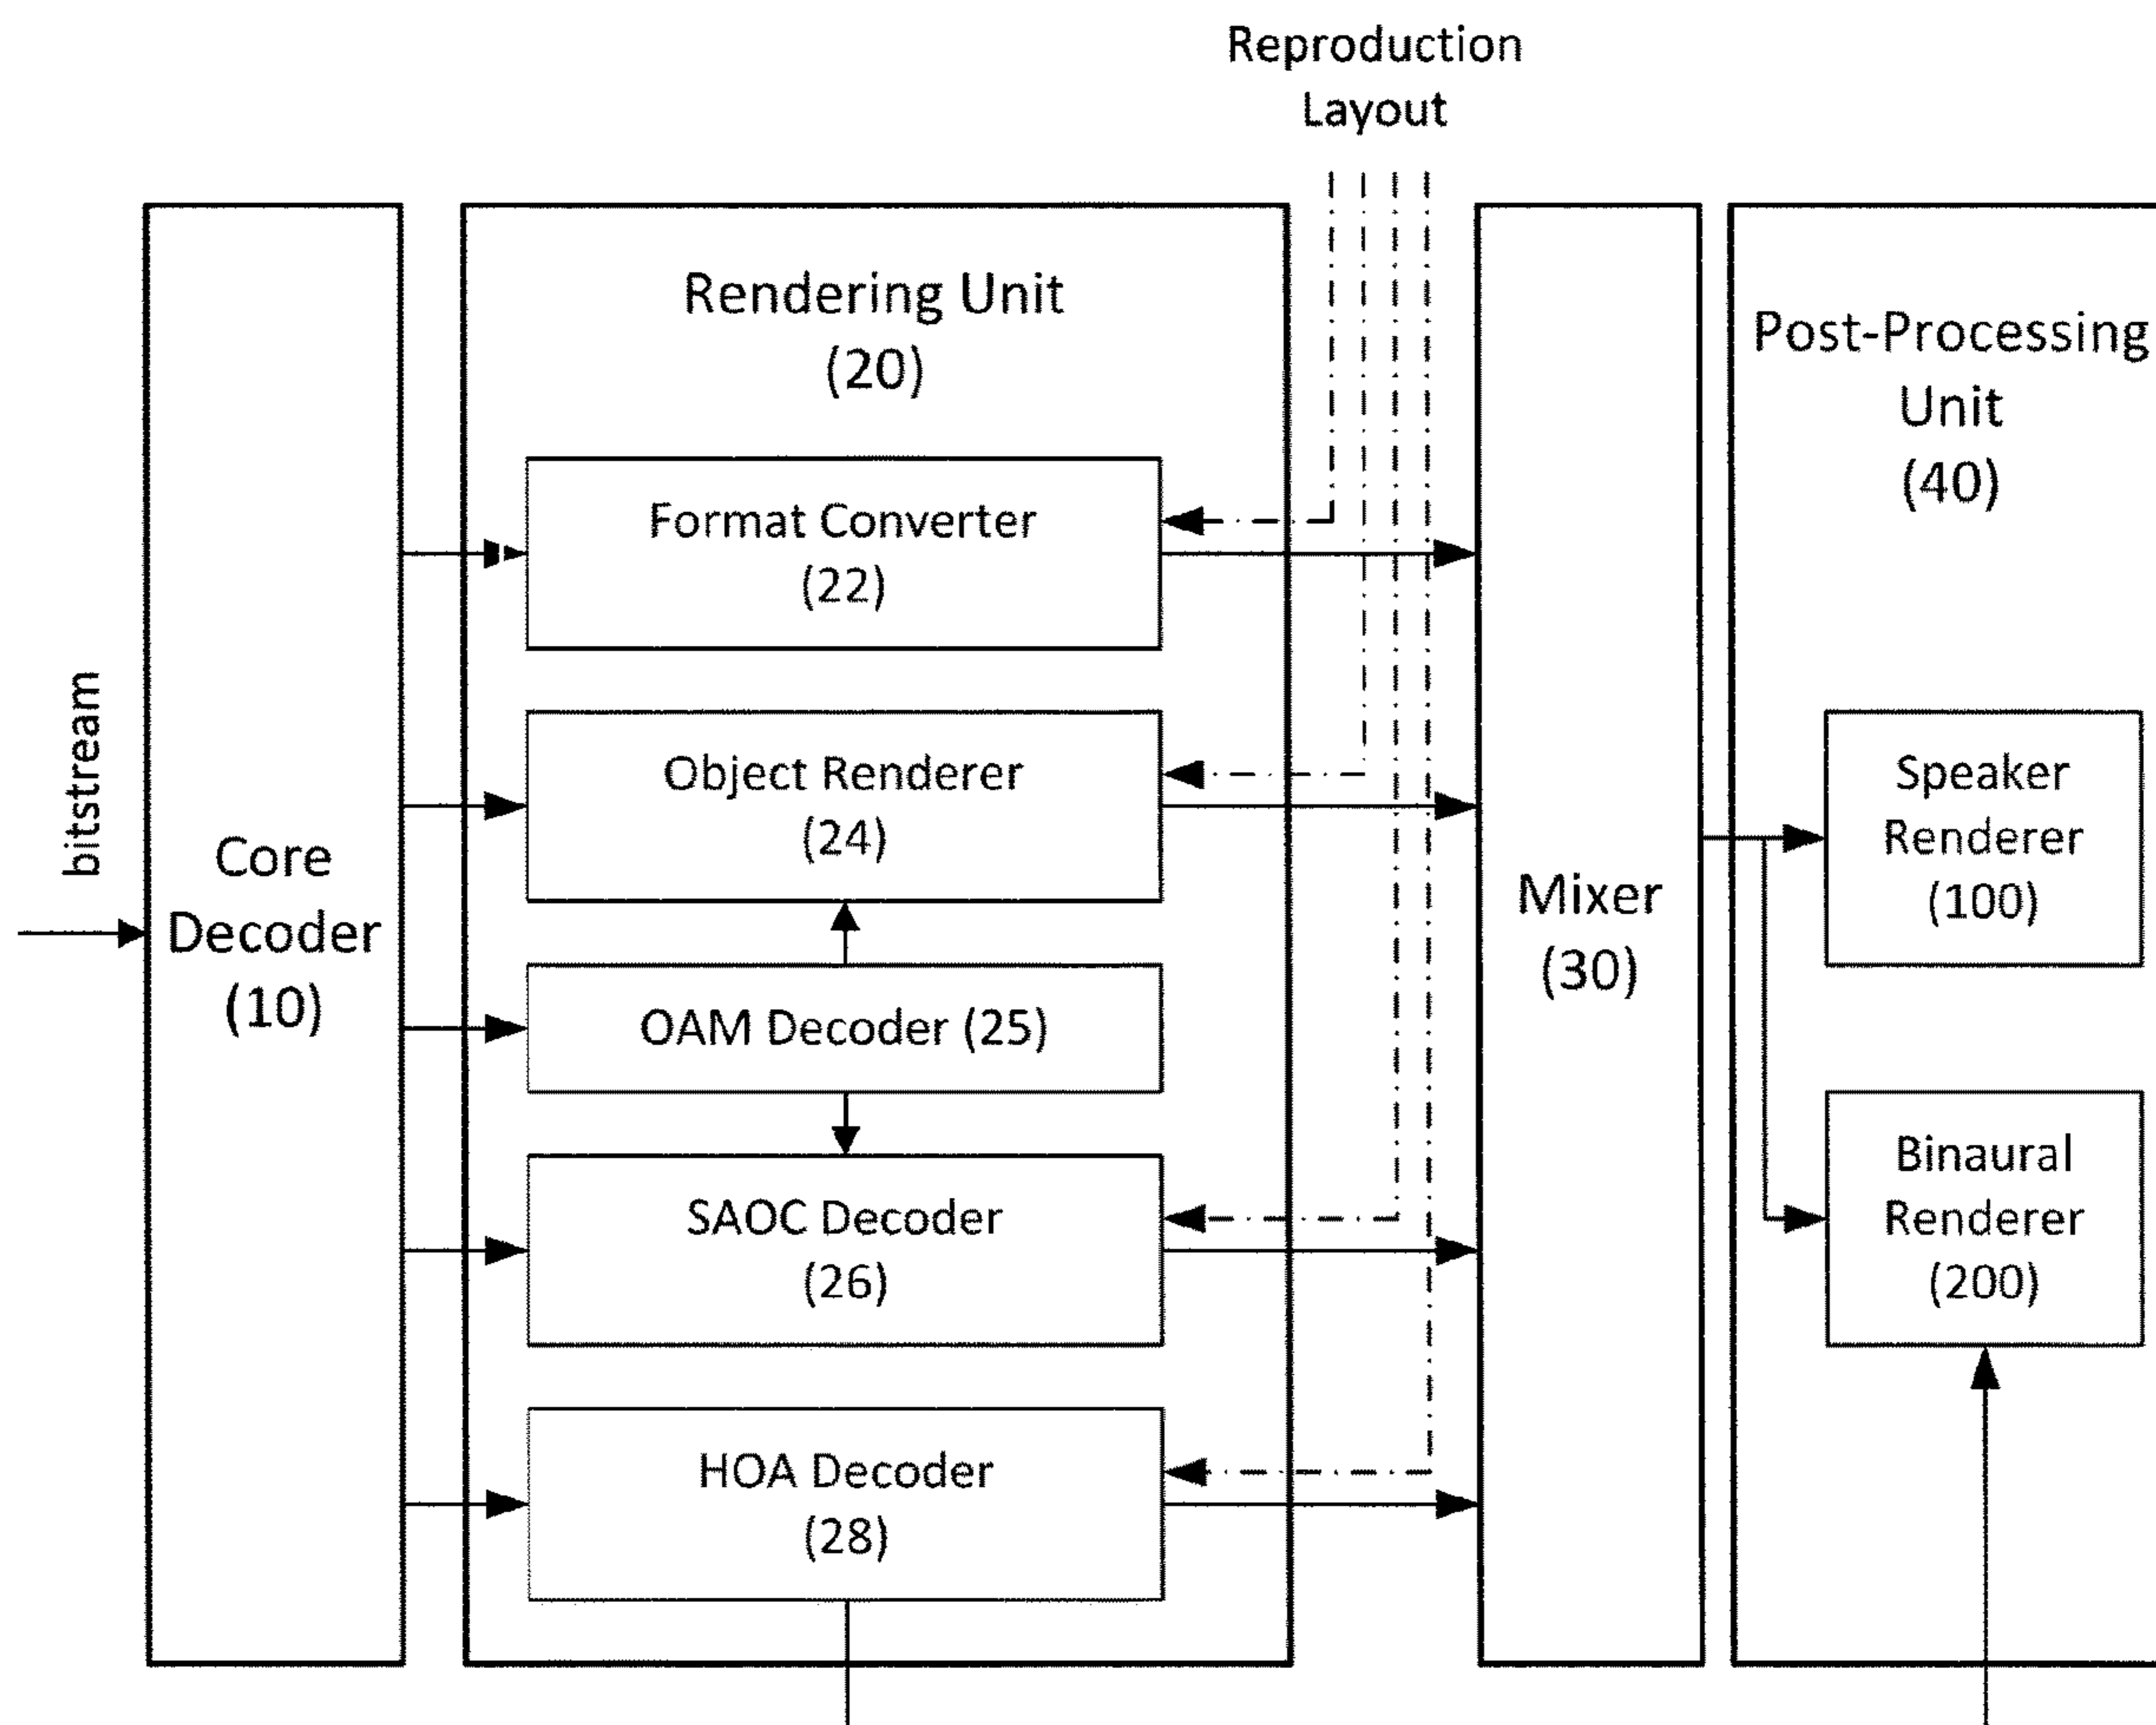 Reproduction
Layout
Rendering Unit
(20)
Post-Processing
Unit
(40)
Format Converter
(22)
bitstream
Core
Decoder
(10)
Object Renderer
(24)
OAM Decoder (25)
SAOC Decoder
(26)
HOA Decoder
(28)
Mixer
(30)
Speaker
Renderer
(100)
Binaural
Renderer
(200)